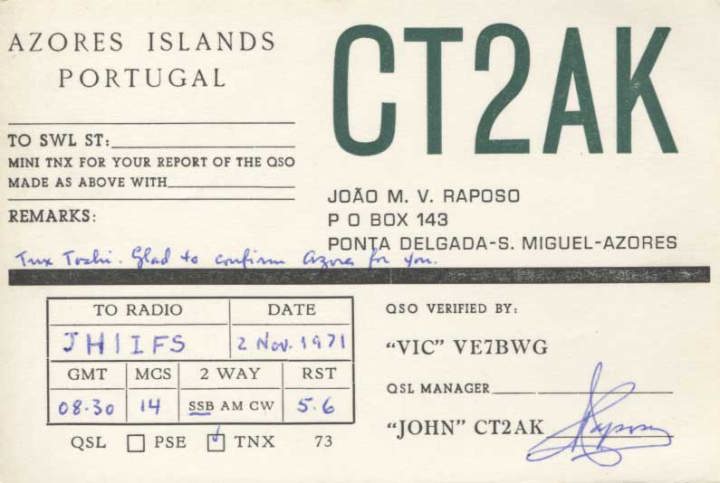 AZORES ISLANDS
PORTUGAL
CT2AK
TO SWL ST:
MINI TNX FOR YOUR REPORT OF THE QSO
MADE AS ABOVE WITH
REMARKS:
Tnx Toshi. Glad to confirm Azores for you.
JOÃO M. V. RAPOSO
P O BOX 143
PONTA DELGADA-S. MIGUEL-AZORES
TO RADIO DATE
JH1IFS 2 Nov. 1971
GMT MCS 2 WAY RST
08.30 14 SSB AM CW 5.6
QSL PSE TNX 73
QSO VERIFIED BY:
"VIC" VE7BWG
QSL MANAGER
"JOHN" CT2AK
Raposo